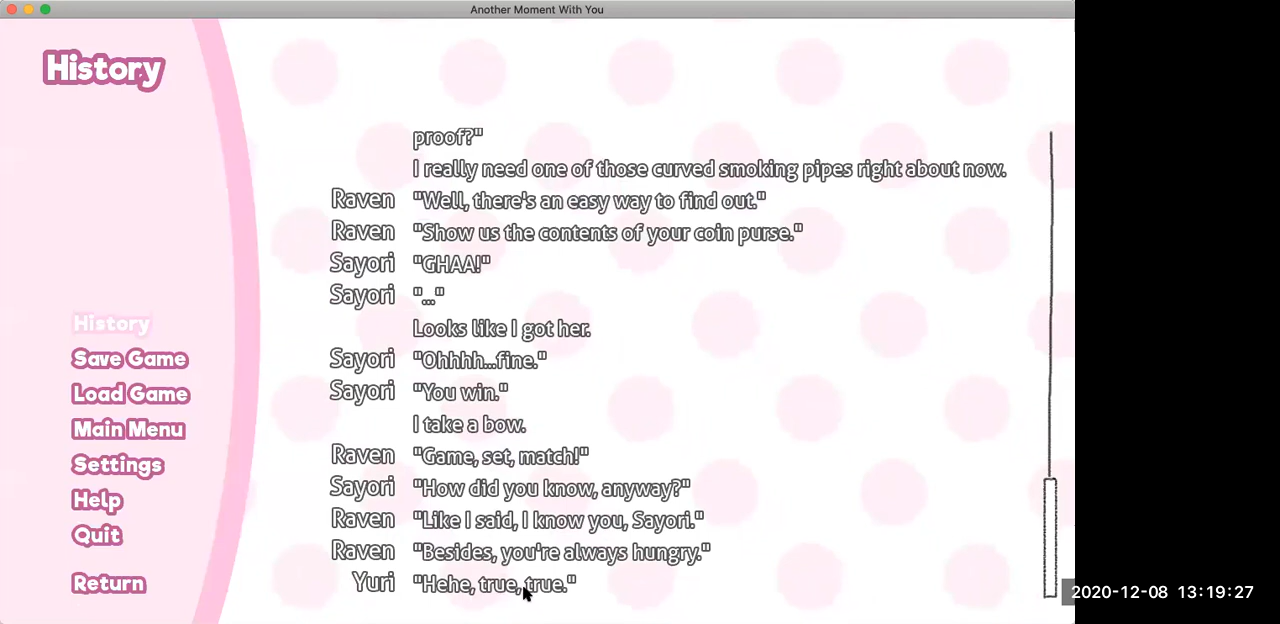 Another Moment With You
History
proof?"
I really need one of those curved smoking pipes right about now.
Raven "Well, there's an easy way to find out."
Raven "Show us the contents of your coin purse."
Sayori "GHAA!"
Sayori "..."
Looks like I got her.
Sayori "Ohhhh...fine."
Sayori "You win."
I take a bow.
Raven "Game, set, match!"
Sayori "How did you know, anyway?"
Raven "Like I said, I know you, Sayori."
Raven "Besides, you're always hungry."
Yuri "Hehe, true, true."
History
Save Game
Load Game
Main Menu
Settings
Help
Quit
Return
2020-12-08 13:19:27